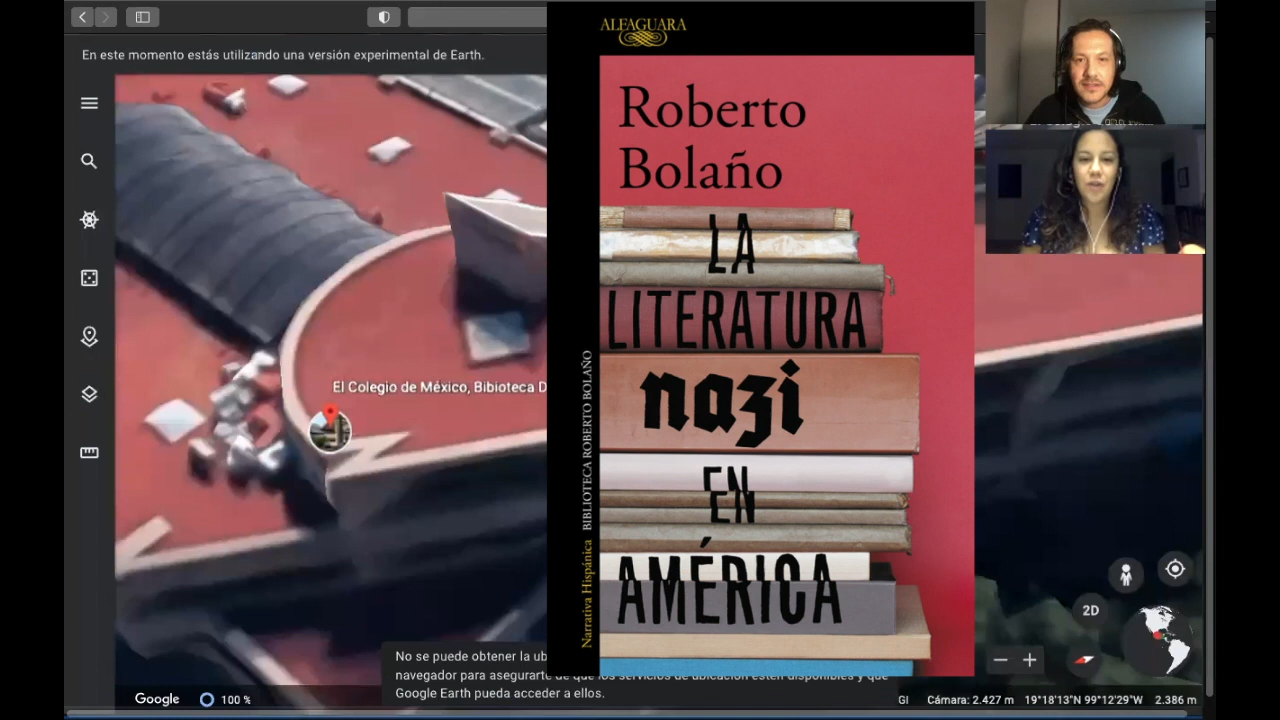 En este momento estás utilizando una versión experimental de Earth.
ALFAGUARA
Roberto
Bolaño
LA
LITERATURA
nazi
EN
AMÉRICA
Narrativa Hispánica BIBLIOTECA ROBERTO BOLAÑO
El Colegio de México, Bibioteca D
2D
No se puede obtener la ub
navegador para asegurarte de que los servicios de ubicación estén disponibles y que
Google Earth pueda acceder a ellos.
Google 100 %
Cámara: 2.427 m 19°18'13"N 99°12'29"W 2.386 m